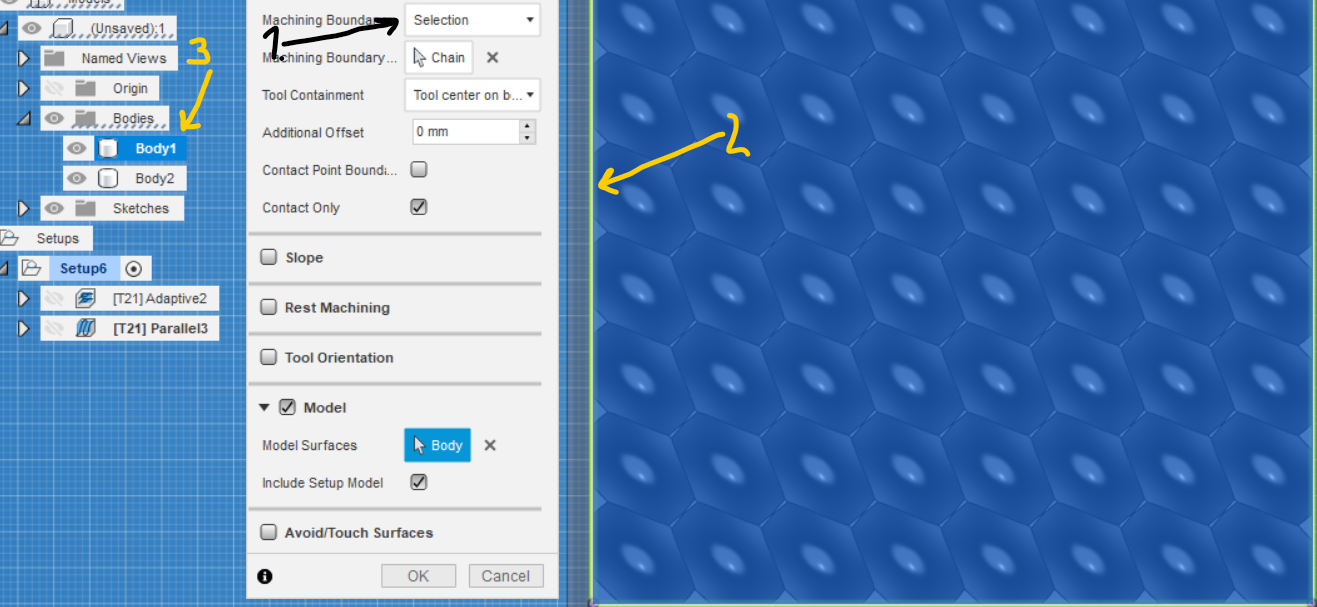 Models
(Unsaved):1
3
Named Views
Origin
Bodies
Body1
Body2
Sketches
Setups
Setup6
[T21] Adaptive2
[T21] Parallel3
Machining Bounda Selection
1
Machining Boundary... Chain
Tool Containment Tool center on b...
Additional Offset 0 mm
Contact Point Bounda...
Contact Only
Slope
Rest Machining
Tool Orientation
Model
Model Surfaces Body
Include Setup Model
Avoid/Touch Surfaces
OK Cancel
2